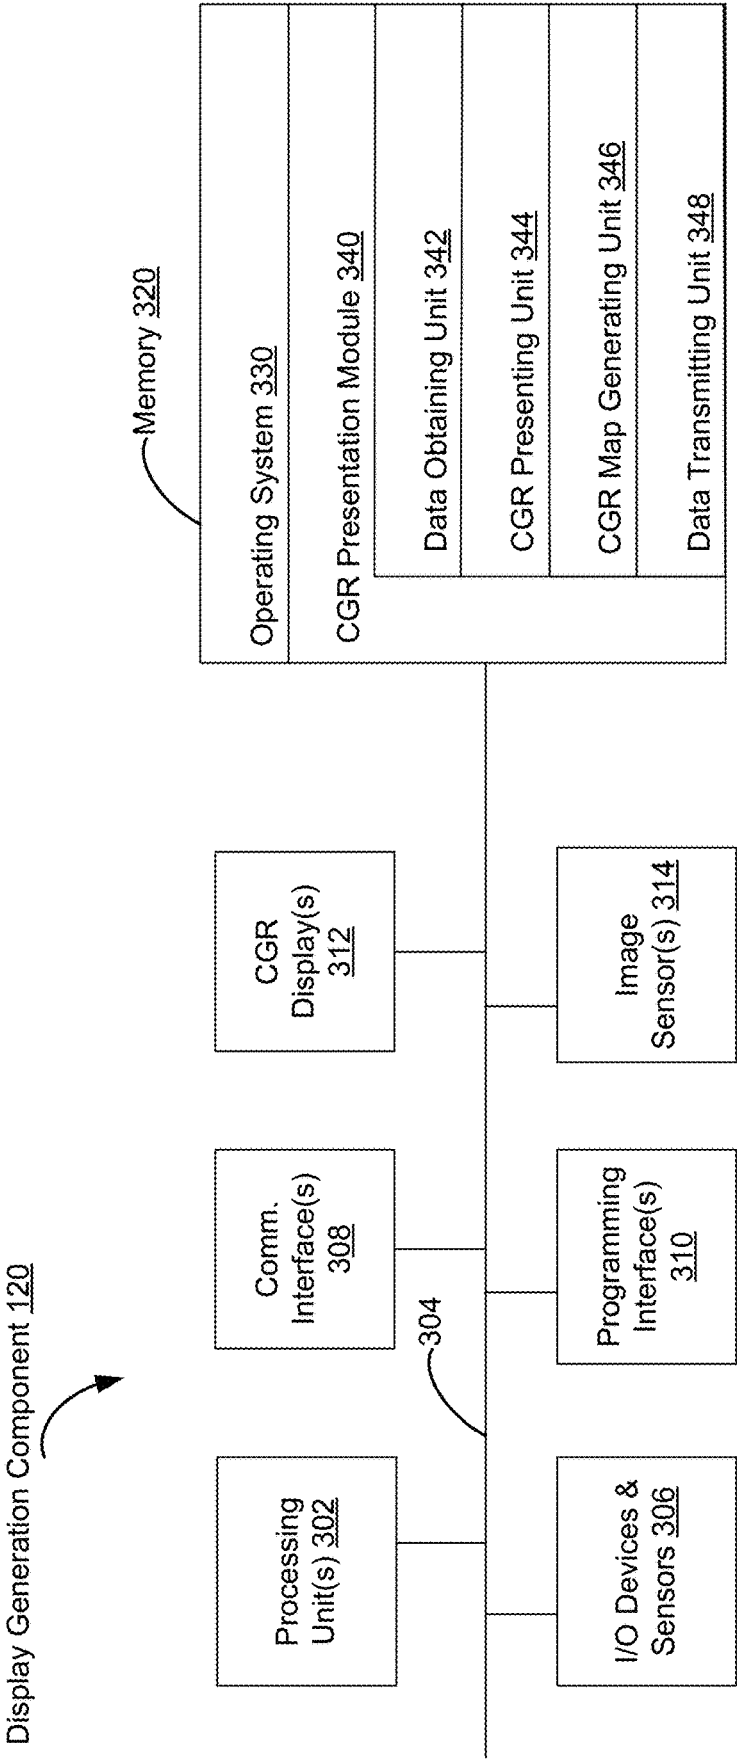 Display Generation Component 120
Processing
Unit(s) 302
Comm.
Interface(s)
308
CGR
Display(s)
312
304
I/O Devices &
Sensors 306
Programming
Interface(s)
310
Image
Sensor(s) 314
Memory 320
Operating System 330
CGR Presentation Module 340
Data Obtaining Unit 342
CGR Presenting Unit 344
CGR Map Generating Unit 346
Data Transmitting Unit 348